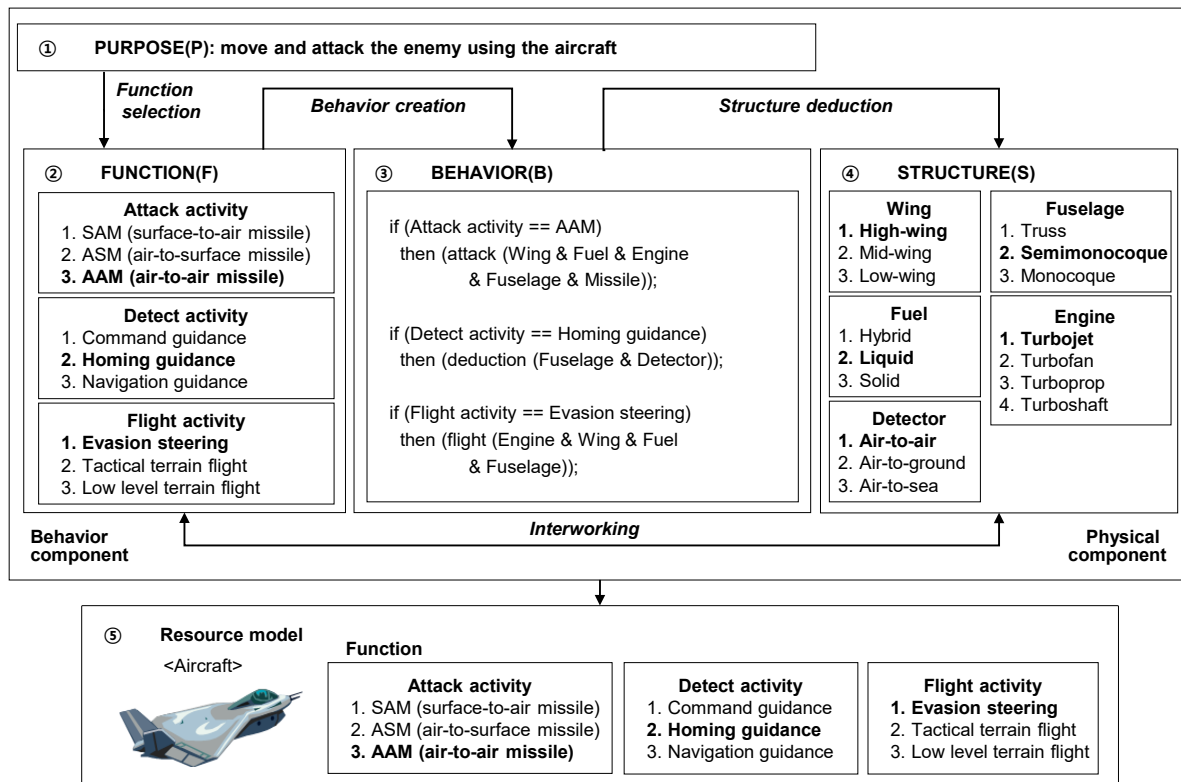 ① PURPOSE(P): move and attack the enemy using the aircraft
Function
selection
Behavior creation
Structure deduction
② FUNCTION(F)
Attack activity
1. SAM (surface-to-air missile)
2. ASM (air-to-surface missile)
3. AAM (air-to-air missile)
Detect activity
1. Command guidance
2. Homing guidance
3. Navigation guidance
Flight activity
1. Evasion steering
2. Tactical terrain flight
3. Low level terrain flight
③ BEHAVIOR(B)
if (Attack activity == AAM)
then (attack (Wing & Fuel & Engine
& Fuselage & Missile));
if (Detect activity == Homing guidance)
then (deduction (Fuselage & Detector));
if (Flight activity == Evasion steering)
then (flight (Engine & Wing & Fuel
& Fuselage));
④ STRUCTURE(S)
Wing
1. High-wing
2. Mid-wing
3. Low-wing
Fuselage
1. Truss
2. Semimonocoque
3. Monocoque
Fuel
1. Hybrid
2. Liquid
3. Solid
Engine
1. Turbojet
2. Turbofan
3. Turboprop
4. Turboshaft
Detector
1. Air-to-air
2. Air-to-ground
3. Air-to-sea
Behavior
component
Interworking
Physical
component
⑤ Resource model
<Aircraft>
Function
Attack activity
1. SAM (surface-to-air missile)
2. ASM (air-to-surface missile)
3. AAM (air-to-air missile)
Detect activity
1. Command guidance
2. Homing guidance
3. Navigation guidance
Flight activity
1. Evasion steering
2. Tactical terrain flight
3. Low level terrain flight